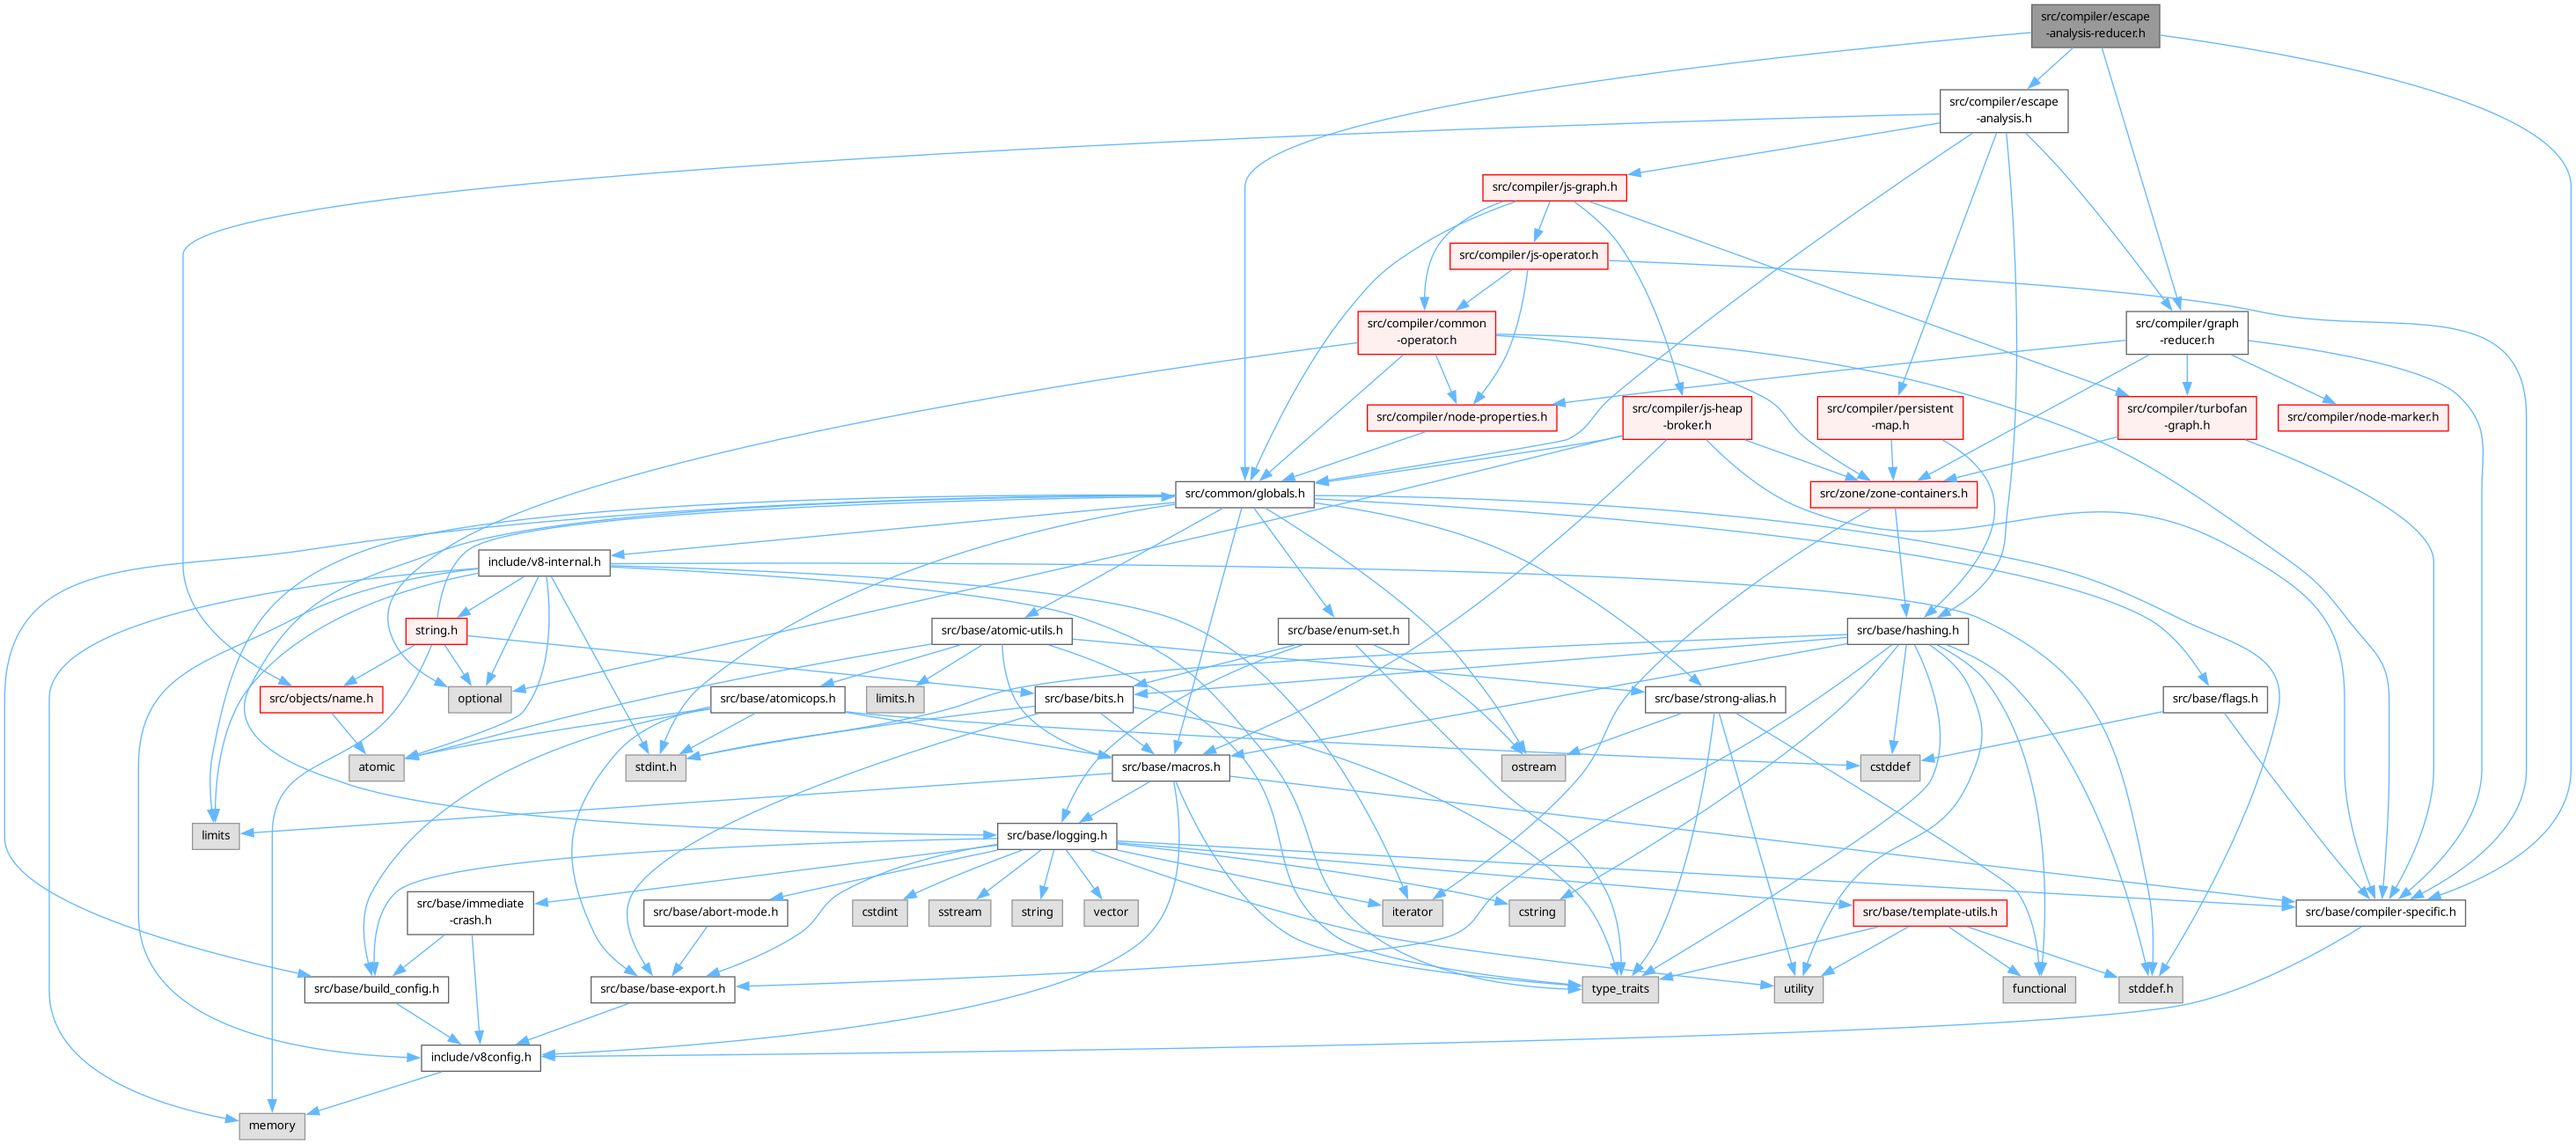 src/compiler/escape
-analysis-reducer.h
src/compiler/escape
-analysis.h
src/compiler/js-graph.h
src/compiler/js-operator.h
src/compiler/common
-operator.h
src/compiler/graph
-reducer.h
src/compiler/node-properties.h
src/compiler/js-heap
-broker.h
src/compiler/persistent
-map.h
src/compiler/turbofan
-graph.h
src/compiler/node-marker.h
src/common/globals.h
src/zone/zone-containers.h
include/v8-internal.h
string.h
src/base/atomic-utils.h
src/base/enum-set.h
src/base/hashing.h
src/objects/name.h
optional
src/base/atomicops.h
limits.h
src/base/bits.h
src/base/strong-alias.h
src/base/flags.h
atomic
stdint.h
src/base/macros.h
ostream
cstddef
limits
src/base/logging.h
src/base/immediate
-crash.h
src/base/abort-mode.h
cstdint
sstream
string
vector
iterator
cstring
src/base/template-utils.h
src/base/compiler-specific.h
src/base/build_config.h
src/base/base-export.h
type_traits
utility
functional
stddef.h
include/v8config.h
memory